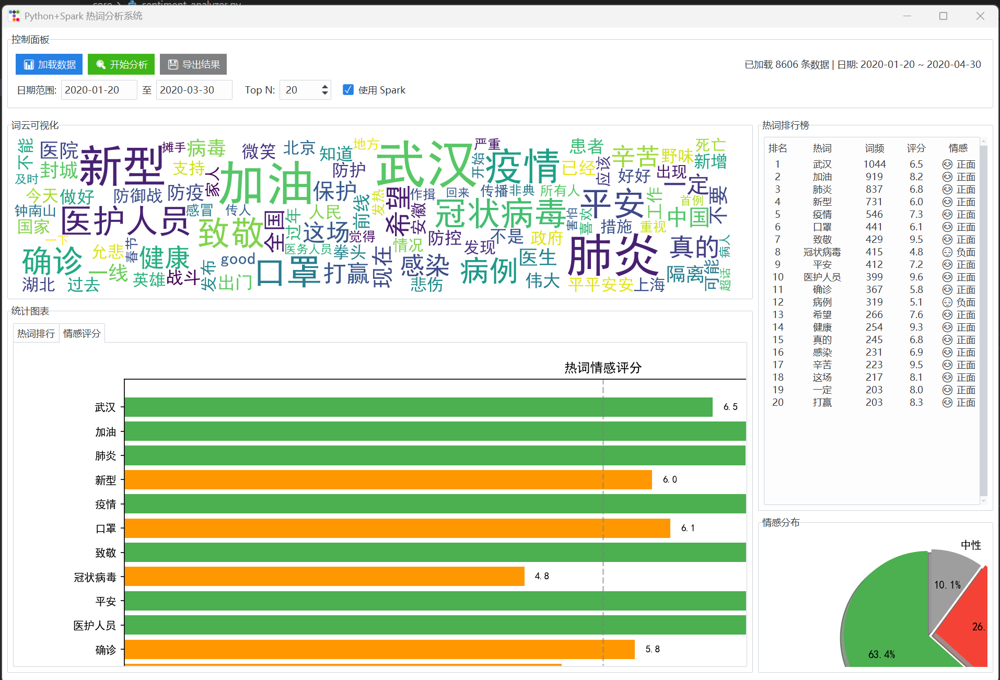 core > sentiment_analyzer.py
Python+Spark 热词分析系统
控制面板
加载数据 开始分析 导出结果 已加载 8606 条数据 | 日期: 2020-01-20 ~ 2020-04-30
日期范围: 2020-01-20 至 2020-03-30 Top N: 20 使用 Spark
词云可视化
不能 医院 新型 摊手 病毒 微笑 北京 知道 地方 武汉 严重 患者 辛苦 野味 死亡 新增
及时 封城 支持 家人 加油 防护 保护 开始 疫情 已经 应该 好好 出现 一定
今天 做好 防御战 防疫 发热 希望 作揖 回来 传播 非典 所有人 平安 工作 首例 不要
钟南山 医护人员 感冒 传人 全国 过年 人民 前线 安徽 冠状病毒 害怕 喜欢 措施 重视 中国
国家 一下 致敬 这场 觉得 情况 防控 发现 不是 政府 肺炎 真的 病人
确诊 允悲 春节 健康 good 医务人员 拳头 现在 感染 病例 医生
湖北 过去 一线 英雄 战斗 发布 出门 口罩 打赢 悲伤 伟大 平平安安 上海 隔离 可能 超话
热词排行榜
排名 热词 词频 评分 情感
1 武汉 1044 6.5 正面
2 加油 919 8.2 正面
3 肺炎 837 6.8 正面
4 新型 731 6.0 正面
5 疫情 546 7.3 正面
6 口罩 441 6.1 正面
7 致敬 429 9.5 正面
8 冠状病毒 415 4.8 负面
9 平安 412 7.2 正面
10 医护人员 399 9.6 正面
11 确诊 367 5.8 正面
12 病例 319 5.1 负面
13 希望 266 7.6 正面
14 健康 254 9.3 正面
15 真的 245 6.8 正面
16 感染 231 6.9 正面
17 辛苦 223 9.5 正面
18 这场 217 8.1 正面
19 一定 203 8.0 正面
20 打赢 203 8.3 正面
统计图表
热词排行 情感评分
热词情感评分
武汉 6.5
加油
肺炎
新型 6.0
疫情
口罩 6.1
致敬
冠状病毒 4.8
平安
医护人员
确诊 5.8
情感分布
中性
10.1%
26.
63.4%